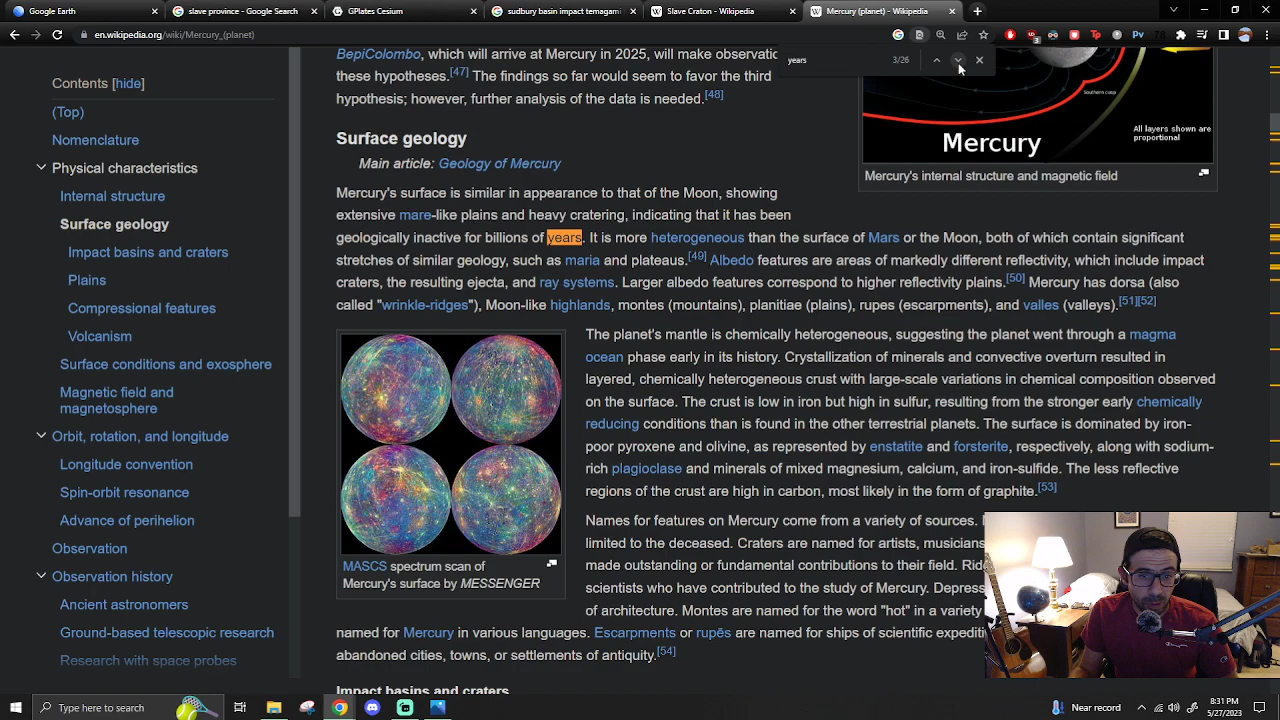 Google Earth
slave province - Google Search
GPlates Cesium
sudbury basin impact temagami
Slave Craton - Wikipedia
Mercury (planet) - Wikipedia
en.wikipedia.org/wiki/Mercury_(planet)
years
3/26
Contents [hide]
(Top)
Nomenclature
Physical characteristics
Internal structure
Surface geology
Impact basins and craters
Plains
Compressional features
Volcanism
Surface conditions and exosphere
Magnetic field and
magnetosphere
Orbit, rotation, and longitude
Longitude convention
Spin-orbit resonance
Advance of perihelion
Observation
Observation history
Ancient astronomers
Ground-based telescopic research
Research with space probes
BepiColombo, which will arrive at Mercury in 2025, will make
these hypotheses.[47] The findings so far would seem to favor the third
hypothesis; however, further analysis of the data is needed.[48]
Surface geology
Main article: Geology of Mercury
Mercury's surface is similar in appearance to that of the Moon, showing
extensive mare-like plains and heavy cratering, indicating that it has been
geologically inactive for billions of years. It is more heterogeneous than the surface of Mars or the Moon, both of which contain significant
stretches of similar geology, such as maria and plateaus.[49] Albedo features are areas of markedly different reflectivity, which include impact
craters, the resulting ejecta, and ray systems. Larger albedo features correspond to higher reflectivity plains.[50] Mercury has dorsa (also
called "wrinkle-ridges"), Moon-like highlands, montes (mountains), planitiae (plains), rupes (escarpments), and valles (valleys).[51][52]
Southern cusp
All layers shown are
proportional
Mercury
Mercury's internal structure and magnetic field
The planet's mantle is chemically heterogeneous, suggesting the planet went through a magma
ocean phase early in its history. Crystallization of minerals and convective overturn resulted in
layered, chemically heterogeneous crust with large-scale variations in chemical composition observed
on the surface. The crust is low in iron but high in sulfur, resulting from the stronger early chemically
reducing conditions than is found in the other terrestrial planets. The surface is dominated by iron-
poor pyroxene and olivine, as represented by enstatite and forsterite, respectively, along with sodium-
rich plagioclase and minerals of mixed magnesium, calcium, and iron-sulfide. The less reflective
regions of the crust are high in carbon, most likely in the form of graphite.[53]
MASCS spectrum scan of
Mercury's surface by MESSENGER
Names for features on Mercury come from a variety of sources.
limited to the deceased. Craters are named for artists, musicians
made outstanding or fundamental contributions to their field.
scientists who have contributed to the study of Mercury.
of architecture. Montes are named for the word "hot" in a variety
named for Mercury in various languages. Escarpments or rupēs are named for ships of scientific
abandoned cities, towns, or settlements of antiquity.[54]
Impact basins and craters
Type here to search
Near record
8:31 PM
5/27/2023